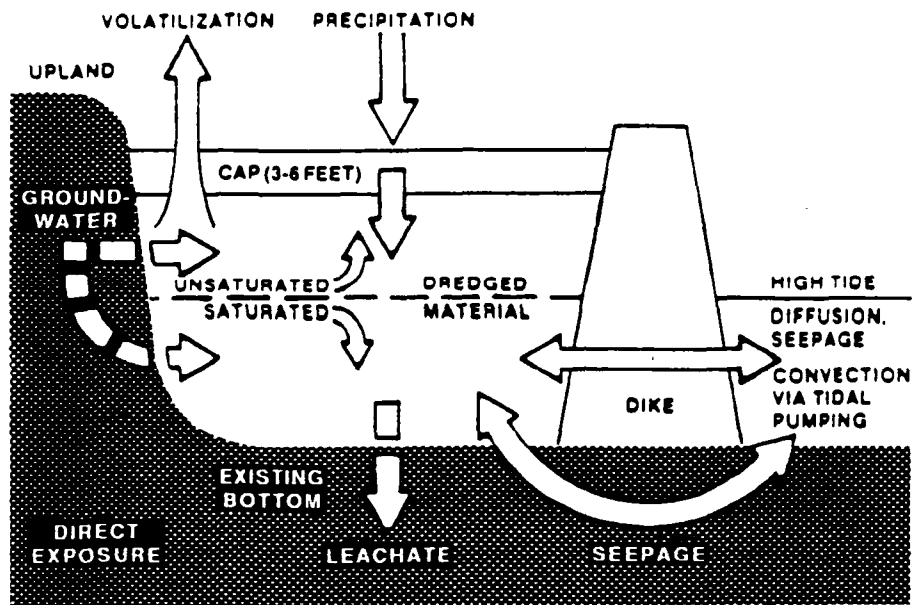 VOLATILIZATION
PRECIPITATION
UPLAND
CAP (3-6 FEET)
GROUND-
WATER
UNSATURATED
SATURATED
DREDGED
MATERIAL
HIGH TIDE
DIFFUSION,
SEEPAGE
CONVECTION
VIA TIDAL
PUMPING
DIKE
EXISTING
BOTTOM
DIRECT
EXPOSURE
LEACHATE
SEEPAGE